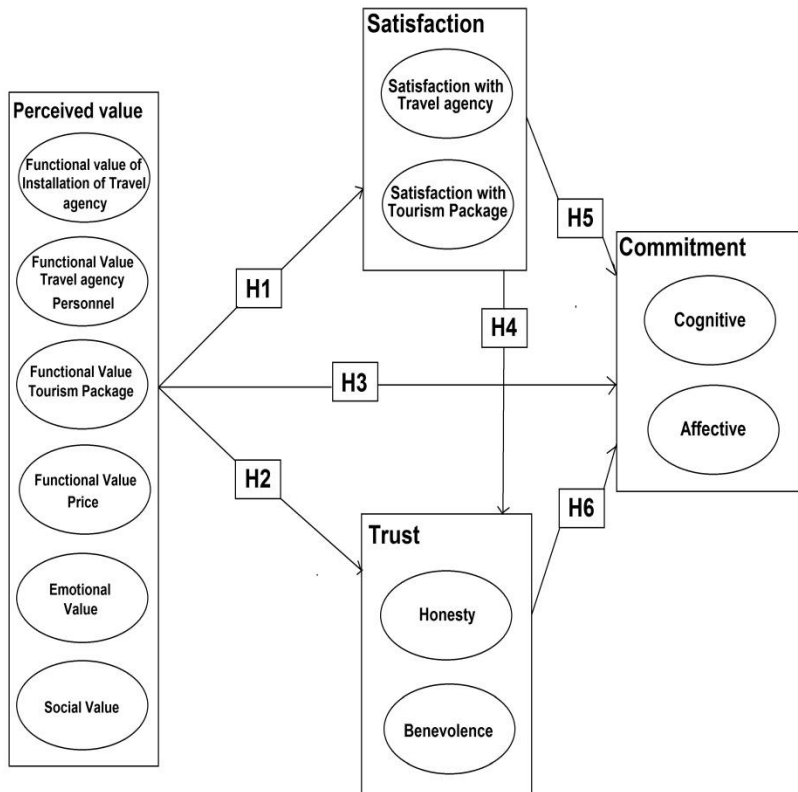 Perceived value
Functional value of
Installation of Travel
agency
Functional Value
Travel agency
Personnel
Functional Value
Tourism Package
Functional Value
Price
Emotional
Value
Social Value
H1
H3
H2
Satisfaction
Satisfaction with
Travel agency
Satisfaction with
Tourism Package
H4
Trust
Honesty
Benevolence
H5
H6
Commitment
Cognitive
Affective